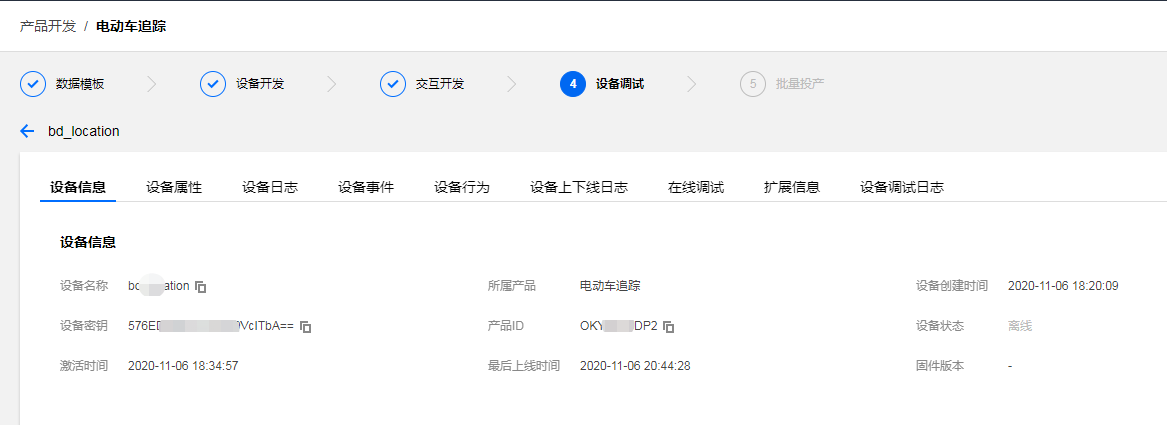 产品开发 / 电动车追踪
数据模板 设备开发 交互开发 4 设备调试 5 批量投产
bd_location
设备信息 设备属性 设备日志 设备事件 设备行为 设备上下线日志 在线调试 扩展信息 设备调试日志
设备信息
设备名称 ation 所属产品 电动车追踪 设备创建时间 2020-11-06 18:20:09
设备密钥 576E VcITbA== 产品ID OKY DP2 设备状态 离线
激活时间 2020-11-06 18:34:57 最后上线时间 2020-11-06 20:44:28 固件版本 -